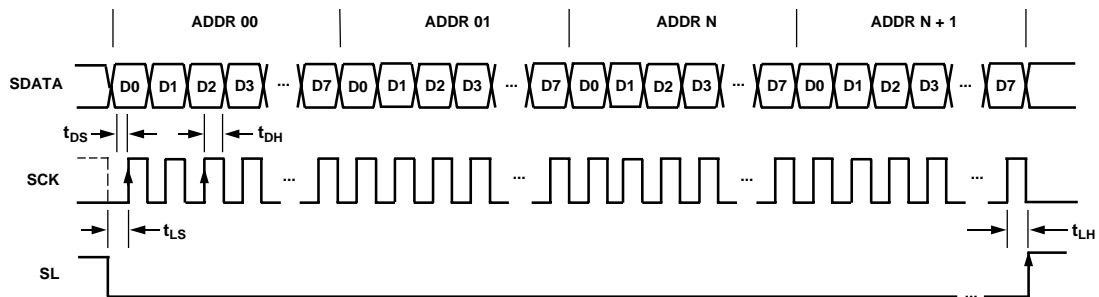 ADDR 00 ADDR 01 ADDR N ADDR N + 1
SDATA D0 D1 D2 D3 ... D7 D0 D1 D2 D3 ... D7 D0 D1 D2 D3 ... D7 D0 D1 D2 D3 ... D7
tDS tDH
SCK ... ... ... ...
tLS tLH
SL ...